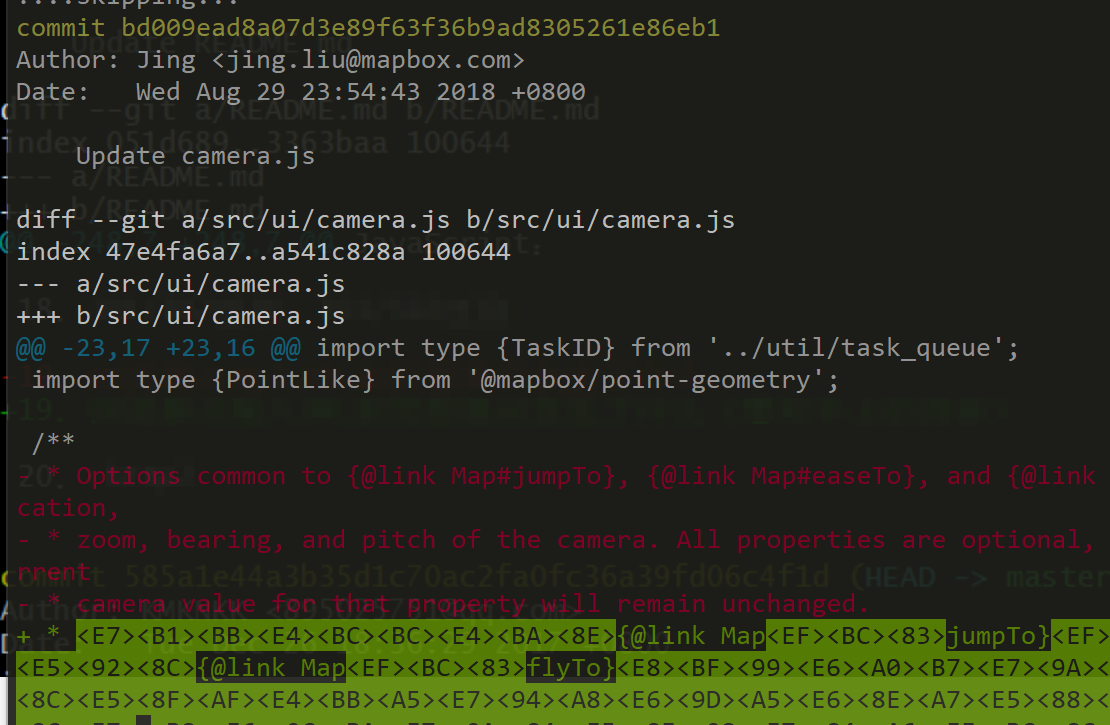 ...skipping...
commit bd009ead8a07d3e89f63f36b9ad8305261e86eb1
Author: Jing <jing.liu@mapbox.com>
Date:   Wed Aug 29 23:54:43 2018 +0800
Update camera.js
diff --git a/src/ui/camera.js b/src/ui/camera.js
index 47e4fa6a7..a541c828a 100644
--- a/src/ui/camera.js
+++ b/src/ui/camera.js
@@ -23,17 +23,16 @@ import type {TaskID} from '../util/task_queue';
import type {PointLike} from '@mapbox/point-geometry';
/**
- * Options common to {@link Map#jumpTo}, {@link Map#easeTo}, and {@link
cation,
- * zoom, bearing, and pitch of the camera. All properties are optional,
rrent
- * camera value for that property will remain unchanged.
+ * <E7><B1><BB><E4><BC><BC><E4><BA><8E>{@link Map<EF><BC><83>jumpTo}<EF>
<E5><92><8C>{@link Map<EF><BC><83>flyTo}<E8><BF><99><E6><A0><B7><E7><9A>
<8C><E5><8F><AF><E4><BB><A5><E7><94><A8><E6><9D><A5><E6><8E><A7><E5><88>